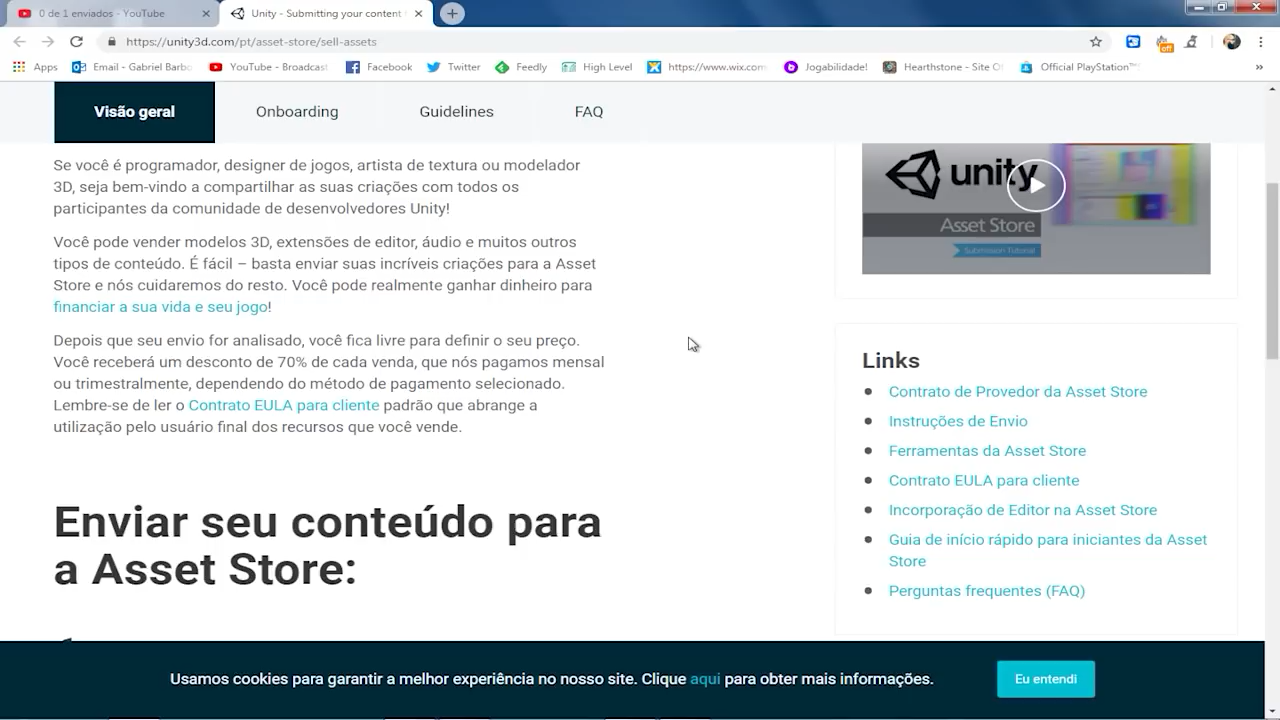 0 de 1 enviados - YouTube
Unity - Submitting your content
https://unity3d.com/pt/asset-store/sell-assets
Apps
Email - Gabriel Barbo
YouTube - Broadcast
Facebook
Twitter
Feedly
High Level
https://www.wix.com
Jogabilidade!
Hearthstone - Site O
Official PlayStation™
»
Visão geral
Onboarding
Guidelines
FAQ
Se você é programador, designer de jogos, artista de textura ou modelador
3D, seja bem-vindo a compartilhar as suas criações com todos os
participantes da comunidade de desenvolvedores Unity!
Você pode vender modelos 3D, extensões de editor, áudio e muitos outros
tipos de conteúdo. É fácil – basta enviar suas incríveis criações para a Asset
Store e nós cuidaremos do resto. Você pode realmente ganhar dinheiro para
financiar a sua vida e seu jogo!
Depois que seu envio for analisado, você fica livre para definir o seu preço.
Você receberá um desconto de 70% de cada venda, que nós pagamos mensal
ou trimestralmente, dependendo do método de pagamento selecionado.
Lembre-se de ler o Contrato EULA para cliente padrão que abrange a
utilização pelo usuário final dos recursos que você vende.
Enviar seu conteúdo para
a Asset Store:
unity
Asset Store
Submission Tutorial
Links
Contrato de Provedor da Asset Store
Instruções de Envio
Ferramentas da Asset Store
Contrato EULA para cliente
Incorporação de Editor na Asset Store
Guia de início rápido para iniciantes da Asset
Store
Perguntas frequentes (FAQ)
Usamos cookies para garantir a melhor experiência no nosso site. Clique aqui para obter mais informações.
Eu entendi
off